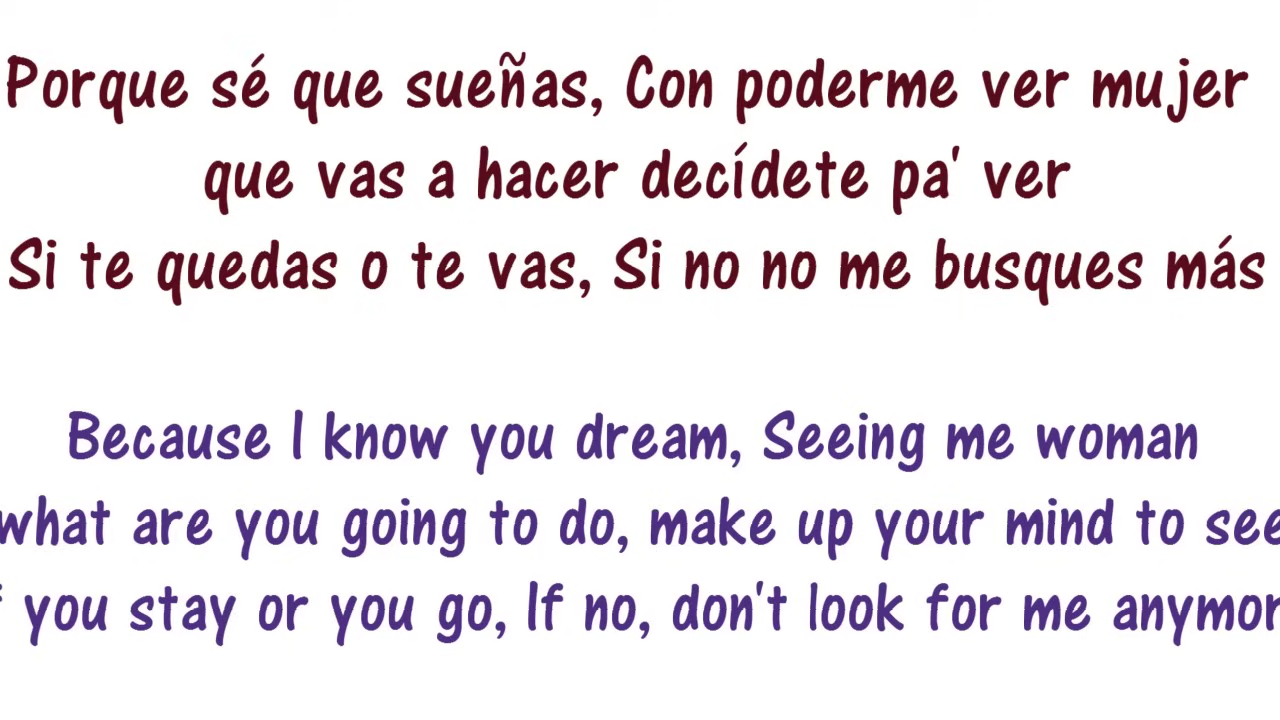 Porque sé que sueñas, Con poderme ver mujer
que vas a hacer decídete pa' ver
Si te quedas o te vas, Si no no me busques más
Because I know you dream, Seeing me woman
what are you going to do, make up your mind to see
you stay or you go, If no, don't look for me